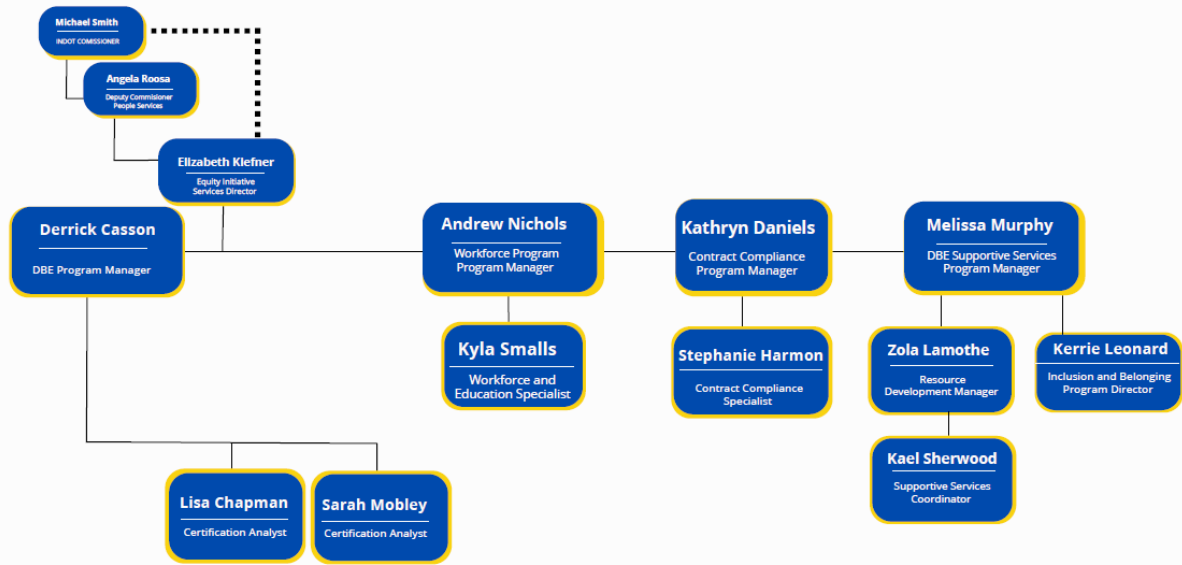 Michael Smith
INDOT COMISSIONER
Angela Roosa
Deputy Commisioner
People Services
Elizabeth Kiefner
Equity Initiative
Services Director
Derrick Casson
DBE Program Manager
Andrew Nichols
Workforce Program
Program Manager
Kathryn Daniels
Contract Compliance
Program Manager
Melissa Murphy
DBE Supportive Services
Program Manager
Kyla Smalls
Workforce and
Education Specialist
Stephanie Harmon
Contract Compliance
Specialist
Zola Lamothe
Resource
Development Manager
Kerrie Leonard
Inclusion and Belonging
Program Director
Kael Sherwood
Supportive Services
Coordinator
Lisa Chapman
Certification Analyst
Sarah Mobley
Certification Analyst